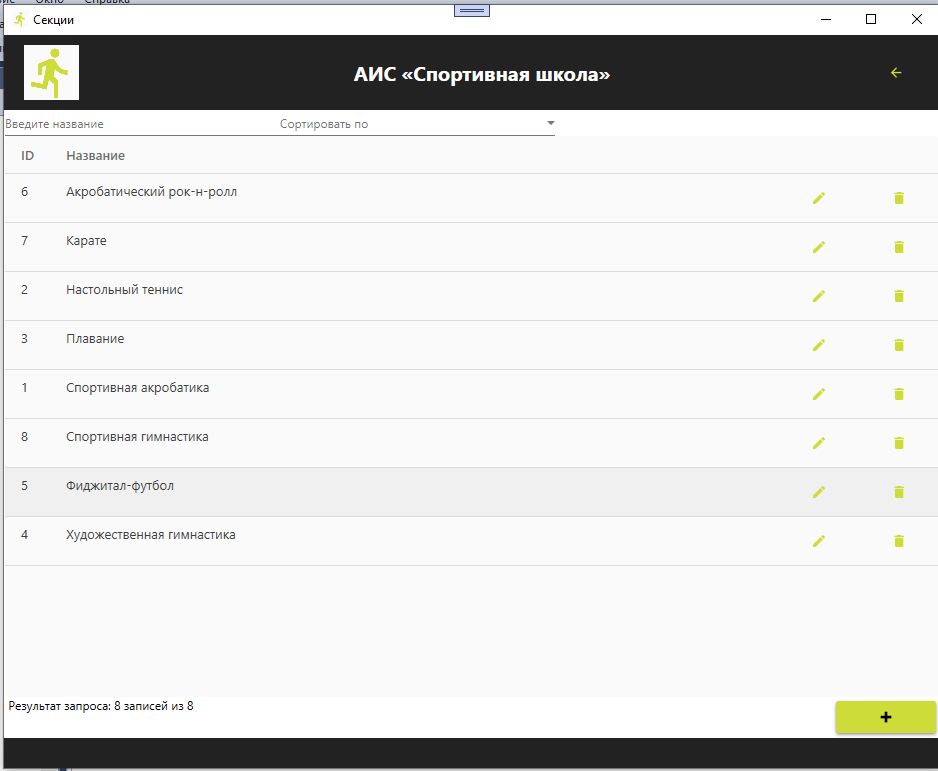 Окно Справка
Секции
АИС «Спортивная школа»
Введите название Сортировать по
ID Название
6 Акробатический рок-н-ролл
7 Карате
2 Настольный теннис
3 Плавание
1 Спортивная акробатика
8 Спортивная гимнастика
5 Фиджитал-футбол
4 Художественная гимнастика
Результат запроса: 8 записей из 8
+